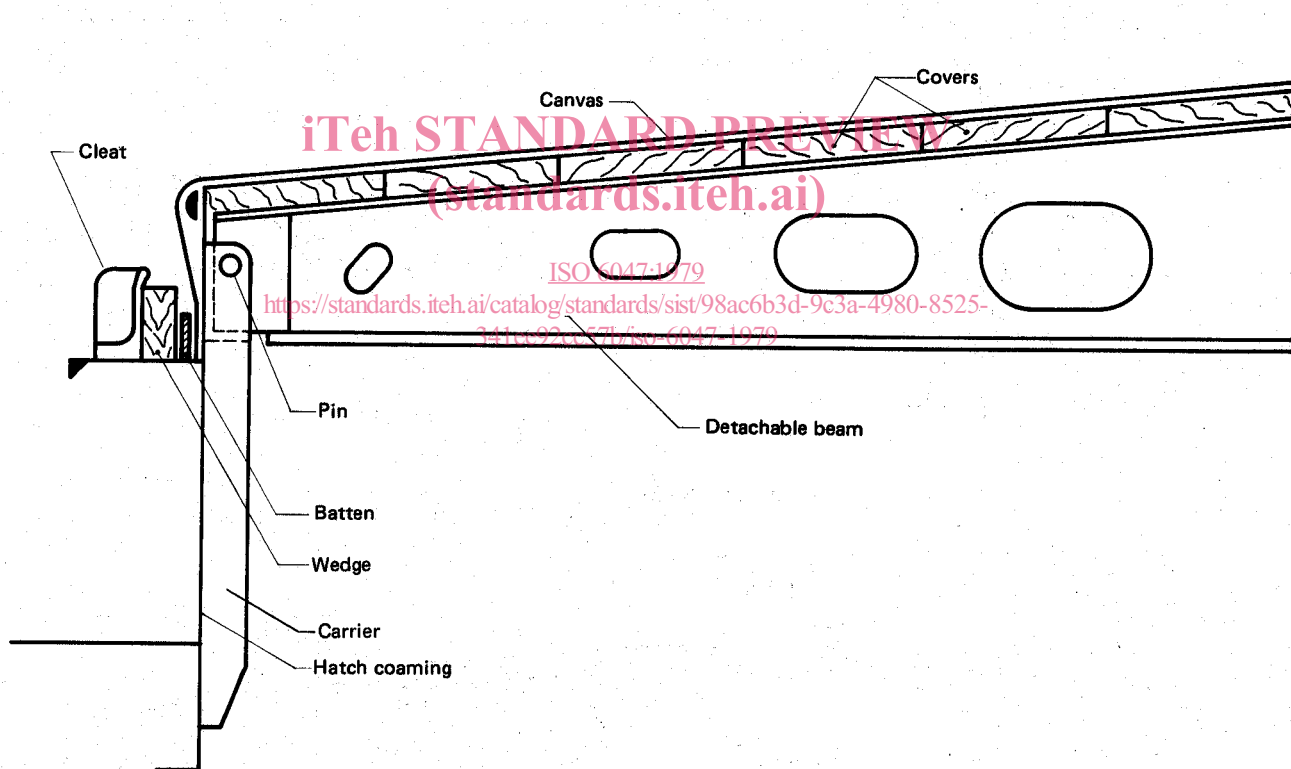 Covers
Canvas
iTeh STANDARD PREVIEW
Cleat
(standards.iteh.ai)
ISO 6047:1979
https://standards.iteh.ai/catalog/standards/sist/98ac6b3d-9c3a-4980-8525-
341ee92cc57b/iso-6047-1979
Pin
Detachable beam
Batten
Wedge
Carrier
Hatch coaming